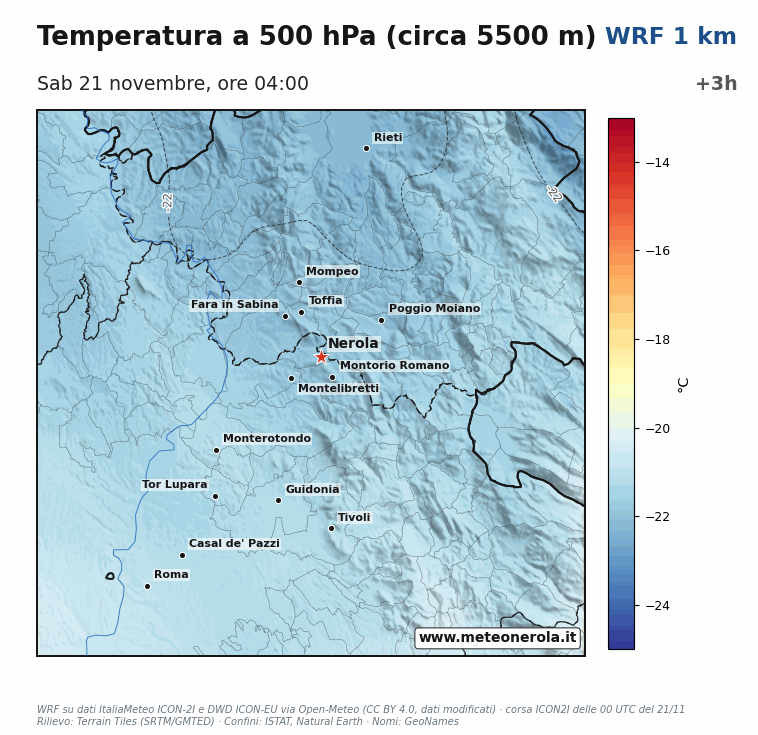 Temperatura a 500 hPa (circa 5500 m) WRF 1 km
Sab 21 novembre, ore 04:00 +3h
Rieti
-22
-22
Mompeo
Toffia
Fara in Sabina
Poggio Moiano
Nerola
Montorio Romano
Montelibretti
Monterotondo
Tor Lupara
Guidonia
Tivoli
Casal de' Pazzi
Roma
www.meteonerola.it
−14
−16
−18
−20
−22
−24
°C
WRF su dati ItaliaMeteo ICON-2I e DWD ICON-EU via Open-Meteo (CC BY 4.0, dati modificati) · corsa ICON2I delle 00 UTC del 21/11
Rilievo: Terrain Tiles (SRTM/GMTED) · Confini: ISTAT, Natural Earth · Nomi: GeoNames